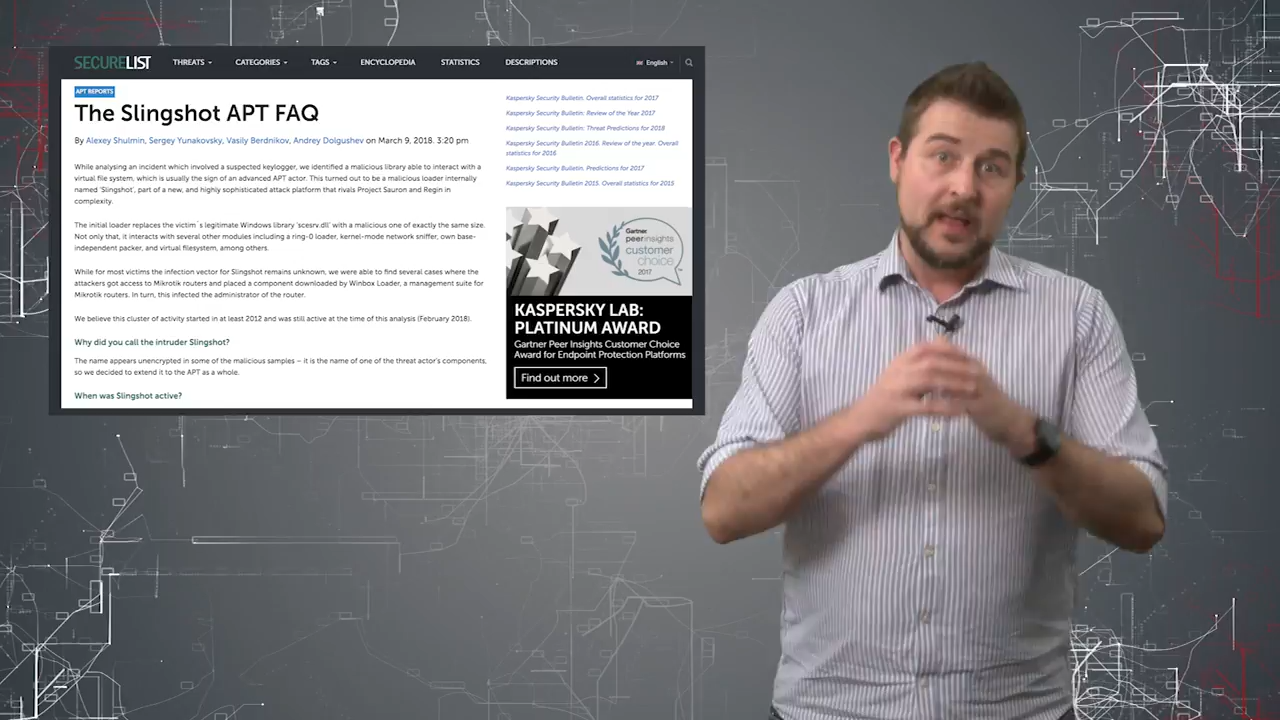 SECURELIST THREATS CATEGORIES TAGS ENCYCLOPEDIA STATISTICS DESCRIPTIONS English
APT REPORTS
The Slingshot APT FAQ
By Alexey Shulmin, Sergey Yunakovsky, Vasily Berdnikov, Andrey Dolgushev on March 9, 2018. 3:20 pm
While analysing an incident which involved a suspected keylogger, we identified a malicious library able to interact with a
virtual file system, which is usually the sign of an advanced APT actor. This turned out to be a malicious loader internally
named 'Slingshot', part of a new, and highly sophisticated attack platform that rivals Project Sauron and Regin in
complexity.
The initial loader replaces the victim´s legitimate Windows library 'scesrv.dll' with a malicious one of exactly the same size.
Not only that, it interacts with several other modules including a ring-0 loader, kernel-mode network sniffer, own base-
independent packer, and virtual filesystem, among others.
While for most victims the infection vector for Slingshot remains unknown, we were able to find several cases where the
attackers got access to Mikrotik routers and placed a component downloaded by Winbox Loader, a management suite for
Mikrotik routers. In turn, this infected the administrator of the router.
We believe this cluster of activity started in at least 2012 and was still active at the time of this analysis (February 2018).
Why did you call the intruder Slingshot?
The name appears unencrypted in some of the malicious samples – it is the name of one of the threat actor's components,
so we decided to extend it to the APT as a whole.
When was Slingshot active?
Kaspersky Security Bulletin. Overall statistics for 2017
Kaspersky Security Bulletin: Review of the Year 2017
Kaspersky Security Bulletin: Threat Predictions for 2018
Kaspersky Security Bulletin 2016. Review of the year. Overall
statistics for 2016
Kaspersky Security Bulletin. Predictions for 2017
Kaspersky Security Bulletin 2015. Overall statistics for 2015
Gartner
peerinsights
customer
choice
2017
KASPERSKY LAB:
PLATINUM AWARD
Gartner Peer Insights Customer Choice
Award for Endpoint Protection Platforms
Find out more